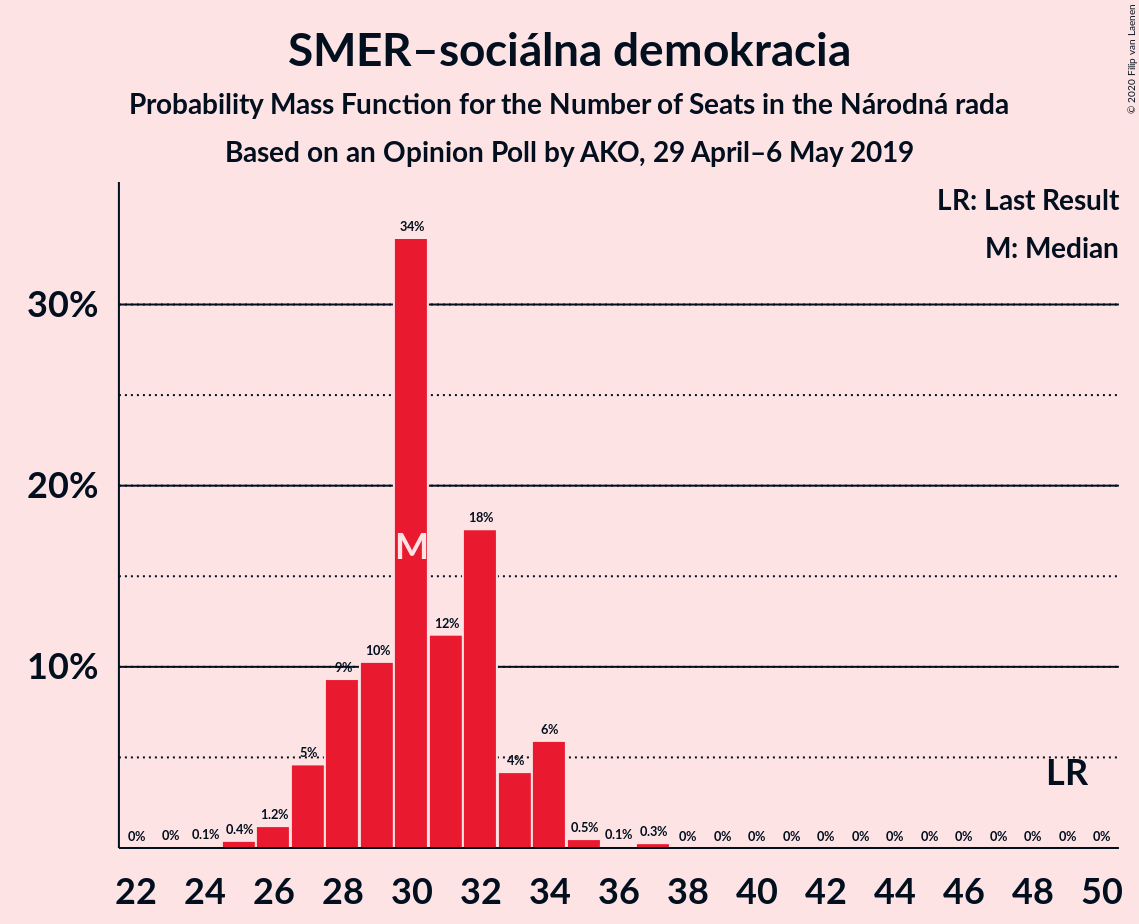 SMER–sociálna demokracia
Probability Mass Function for the Number of Seats in the Národná rada
Based on an Opinion Poll by AKO, 29 April–6 May 2019
© 2020 Filip van Laenen
LR: Last Result
M: Median
30%
20%
10%
0% 0% 0.1% 0.4% 1.2% 5% 9% 10% 34% 12% 18% 4% 6% 0.5% 0.1% 0.3% 0% 0% 0% 0% 0% 0% 0% 0% 0% 0% 0% 0% 0%
M
LR
22 24 26 28 30 32 34 36 38 40 42 44 46 48 50